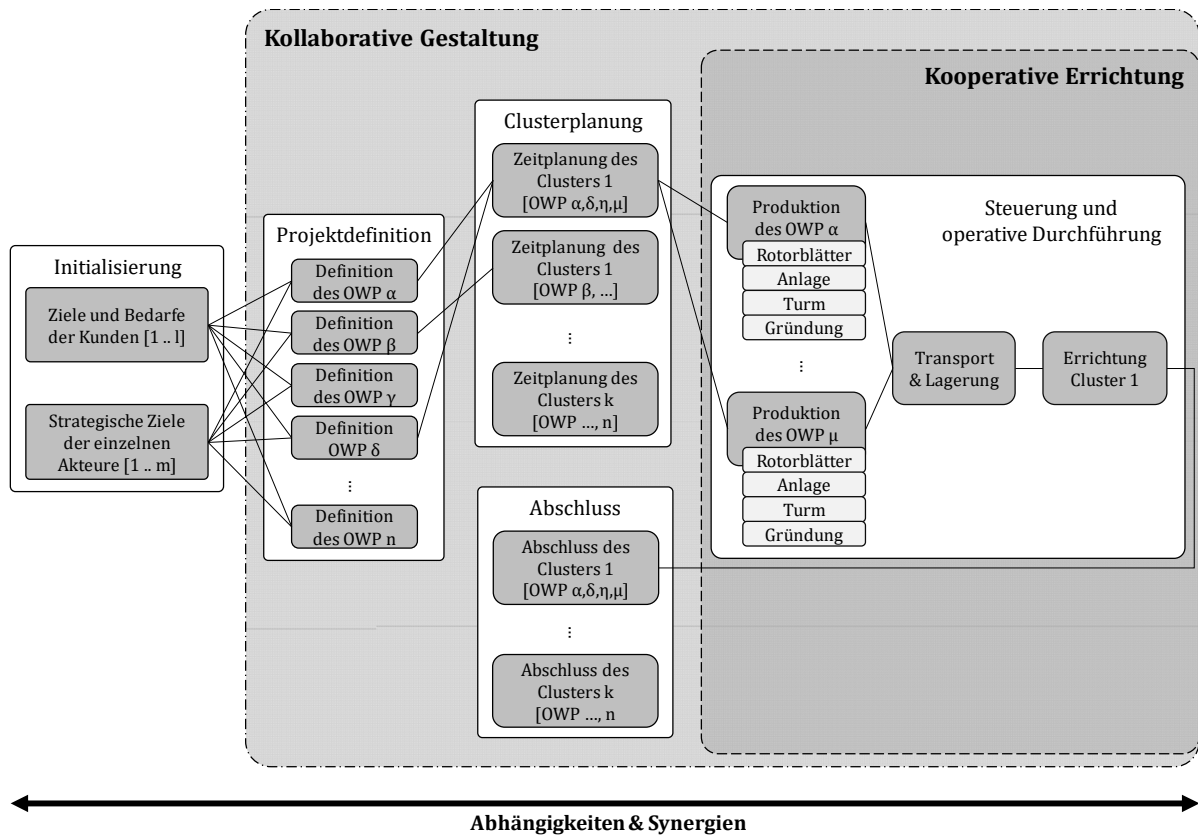 Kollaborative Gestaltung
Kooperative Errichtung
Initialisierung
Ziele und Bedarfe
der Kunden [1 .. l]
Strategische Ziele
der einzelnen
Akteure [1 .. m]
Projektdefinition
Definition
des OWP α
Definition
des OWP β
Definition
des OWP γ
Definition
OWP δ
...
Definition
des OWP n
Clusterplanung
Zeitplanung des
Clusters 1
[OWP α,δ,η,μ]
Zeitplanung des
Clusters 1
[OWP β, ...]
...
Zeitplanung des
Clusters k
[OWP ..., n]
Abschluss
Abschluss des
Clusters 1
[OWP α,δ,η,μ]
...
Abschluss des
Clusters k
[OWP ..., n
Steuerung und
operative Durchführung
Produktion
des OWP α
Rotorblätter
Anlage
Turm
Gründung
...
Produktion
des OWP μ
Rotorblätter
Anlage
Turm
Gründung
Transport
& Lagerung
Errichtung
Cluster 1
Abhängigkeiten & Synergien